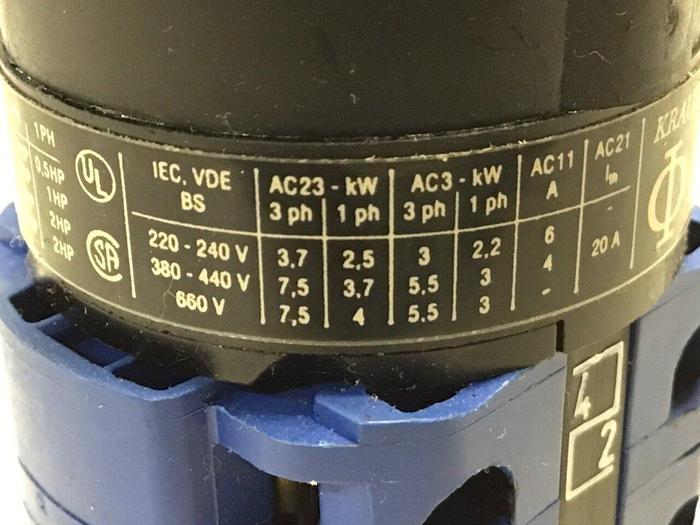 1PH
0.5HP
1HP
2HP
2HP
UL
SA
IEC, VDE BS AC23 - kW AC3 - kW AC11 A AC21 Ith
3 ph 1 ph 3 ph 1 ph
220 - 240 V 3,7 2,5 3 2,2 6 -
380 - 440 V 7,5 3,7 5,5 3 4 20 A
660 V 7,5 4 5,5 3 -
4
2